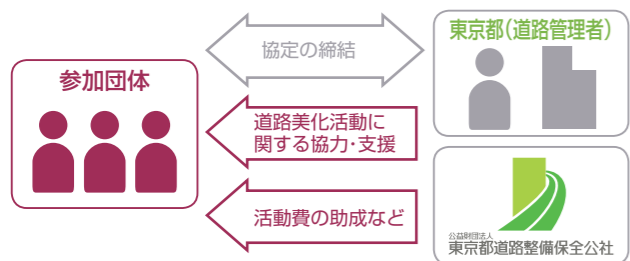 参加団体
協定の締結
東京都(道路管理者)
道路美化活動に
関する協力・支援
活動費の助成など
公益財団法人
東京都道路整備保全公社